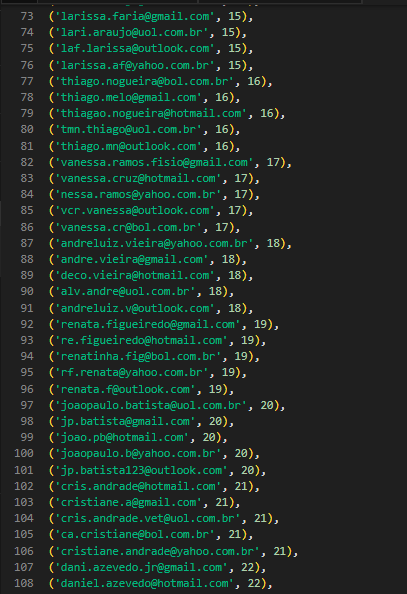 73 ('larissa.faria@gmail.com', 15),
74 ('lari.araujo@uol.com.br', 15),
75 ('laf.larissa@outlook.com', 15),
76 ('larissa.af@yahoo.com.br', 15),
77 ('thiago.nogueira@bol.com.br', 16),
78 ('thiago.melo@gmail.com', 16),
79 ('thiagao.nogueira@hotmail.com', 16),
80 ('tmn.thiago@uol.com.br', 16),
81 ('thiago.mn@outlook.com', 16),
82 ('vanessa.ramos.fisio@gmail.com', 17),
83 ('vanessa.cruz@hotmail.com', 17),
84 ('nessa.ramos@yahoo.com.br', 17),
85 ('vcr.vanessa@outlook.com', 17),
86 ('vanessa.cr@bol.com.br', 17),
87 ('andreluiz.vieira@yahoo.com.br', 18),
88 ('andre.vieira@gmail.com', 18),
89 ('deco.vieira@hotmail.com', 18),
90 ('alv.andre@uol.com.br', 18),
91 ('andreluiz.v@outlook.com', 18),
92 ('renata.figueiredo@gmail.com', 19),
93 ('re.figueiredo@hotmail.com', 19),
94 ('renatinha.fig@bol.com.br', 19),
95 ('rf.renata@yahoo.com.br', 19),
96 ('renata.f@outlook.com', 19),
97 ('joaopaulo.batista@uol.com.br', 20),
98 ('jp.batista@gmail.com', 20),
99 ('joao.pb@hotmail.com', 20),
100 ('joaopaulo.b@yahoo.com.br', 20),
101 ('jp.batista123@outlook.com', 20),
102 ('cris.andrade@hotmail.com', 21),
103 ('cristiane.a@gmail.com', 21),
104 ('cris.andrade.vet@uol.com.br', 21),
105 ('ca.cristiane@bol.com.br', 21),
106 ('cristiane.andrade@yahoo.com.br', 21),
107 ('dani.azevedo.jr@gmail.com', 22),
108 ('daniel.azevedo@hotmail.com', 22),